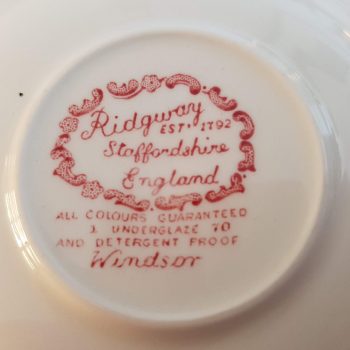 Ridgway
EST. 1792
Staffordshire
England
ALL COLOURS GUARANTEED
UNDERGLAZE
AND DETERGENT PROOF
Windsor